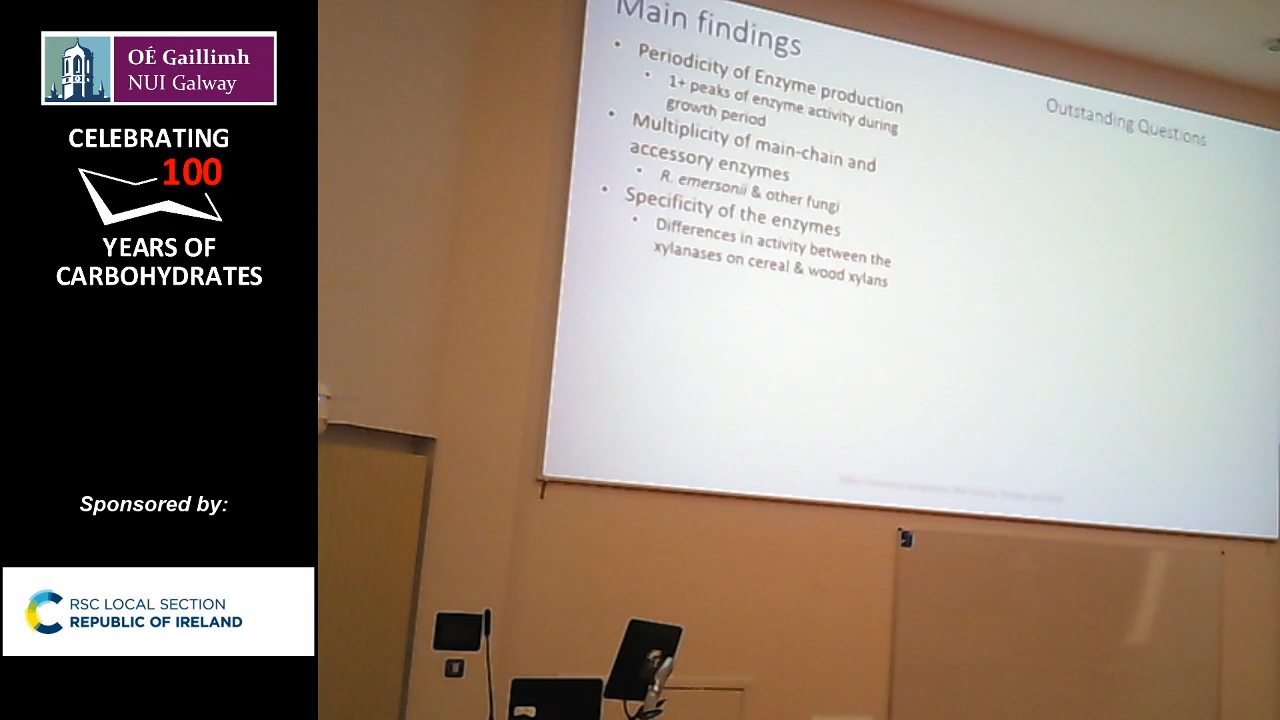 OÉ Gaillimh
NUI Galway
CELEBRATING
100
YEARS OF
CARBOHYDRATES
Sponsored by:
RSC LOCAL SECTION
REPUBLIC OF IRELAND
Main findings
• Periodicity of Enzyme production
• 1+ peaks of enzyme activity during
growth period
• Multiplicity of main-chain and
accessory enzymes
• R. emersonii & other fungi
• Specificity of the enzymes
• Differences in activity between the
xylanases on cereal & wood xylans
Outstanding Questions